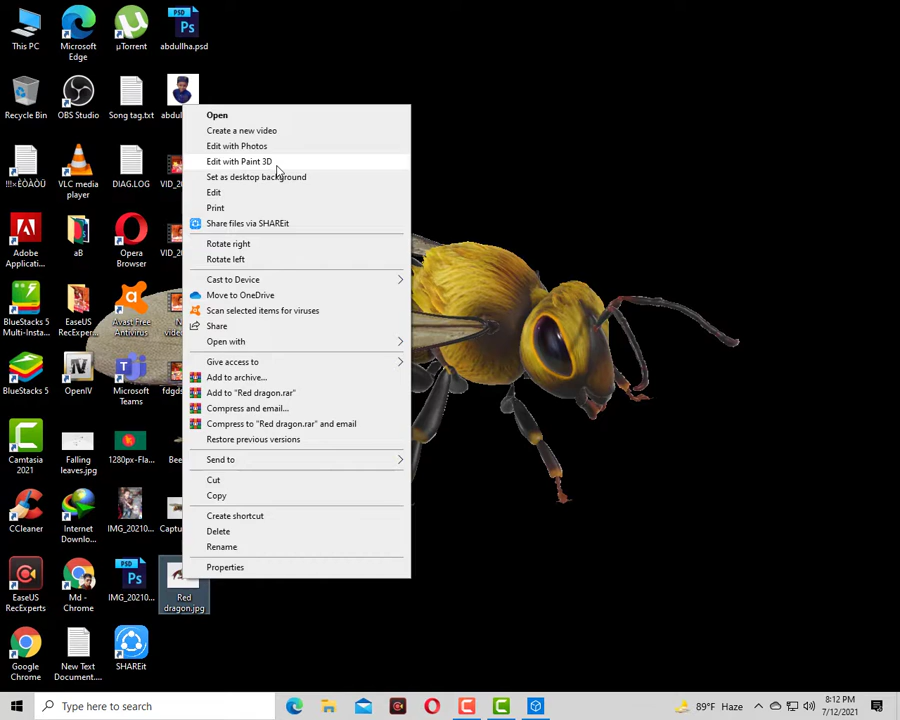 This PC
Microsoft Edge
µTorrent
abdullha.psd
Recycle Bin
OBS Studio
Song tag.txt
!!!×ÈÒÀÖÜ
VLC media player
DIAG.LOG
Adobe Applicati...
aB
Opera Browser
BlueStacks 5 Multi-Insta...
EaseUS RecExpert...
Avast Free Antivirus
BlueStacks 5
OpenIV
Microsoft Teams
Camtasia 2021
Falling leaves.jpg
1280px-Fla...
CCleaner
Internet Downlo...
IMG_20210...
EaseUS RecExperts
Md - Chrome
IMG_20210...
Red dragon.jpg
Google Chrome
New Text Document....
SHAREit
Open
Create a new video
Edit with Photos
Edit with Paint 3D
Set as desktop background
Edit
Print
Share files via SHAREit
Rotate right
Rotate left
Cast to Device
Move to OneDrive
Scan selected items for viruses
Share
Open with
Give access to
Add to archive...
Add to "Red dragon.rar"
Compress and email...
Compress to "Red dragon.rar" and email
Restore previous versions
Send to
Cut
Copy
Create shortcut
Delete
Rename
Properties
Type here to search
89°F Haze
8:12 PM
7/12/2021